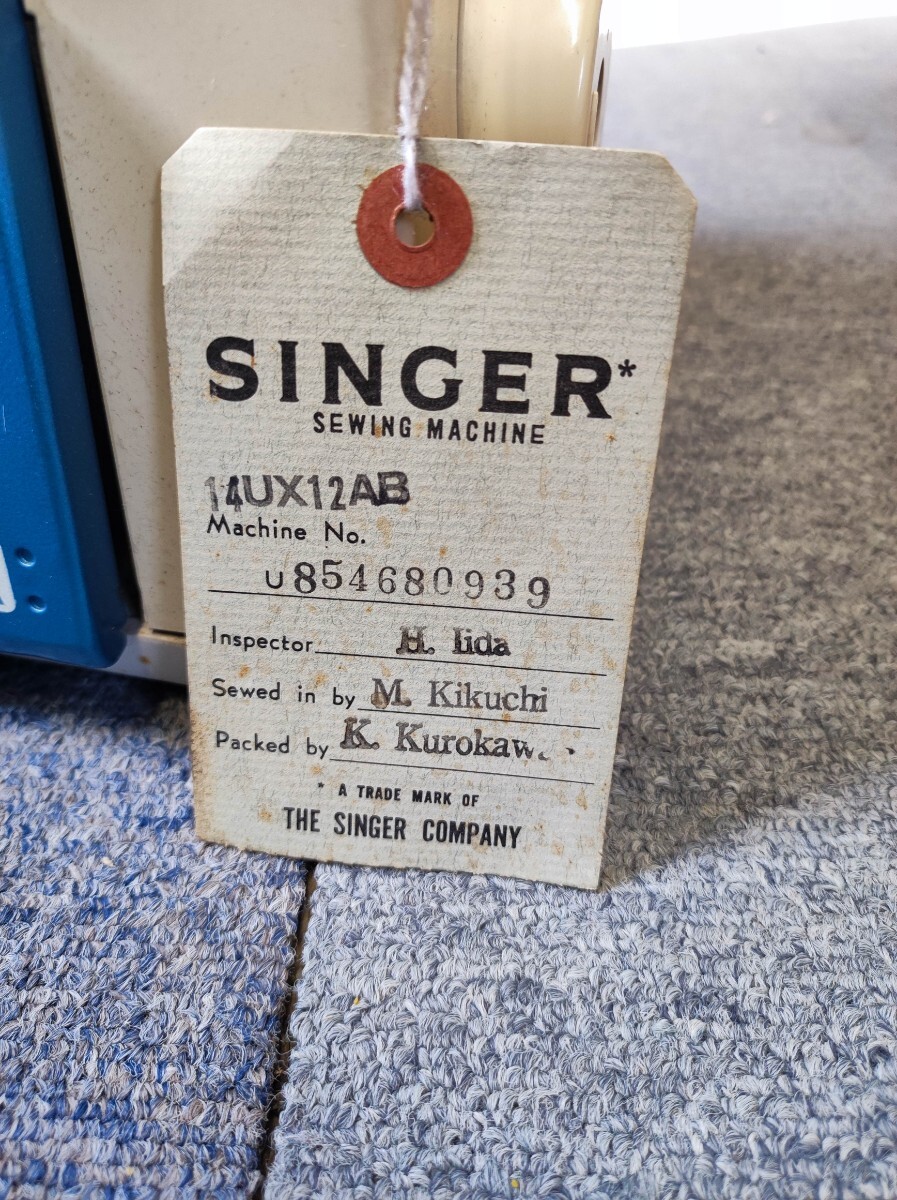 SINGER*
SEWING MACHINE
14UX12AB
Machine No.
U854680939
Inspector H. Iida
Sewed in by M. Kikuchi
Packed by K.
* A TRADE MARK OF
THE SINGER COMPANY